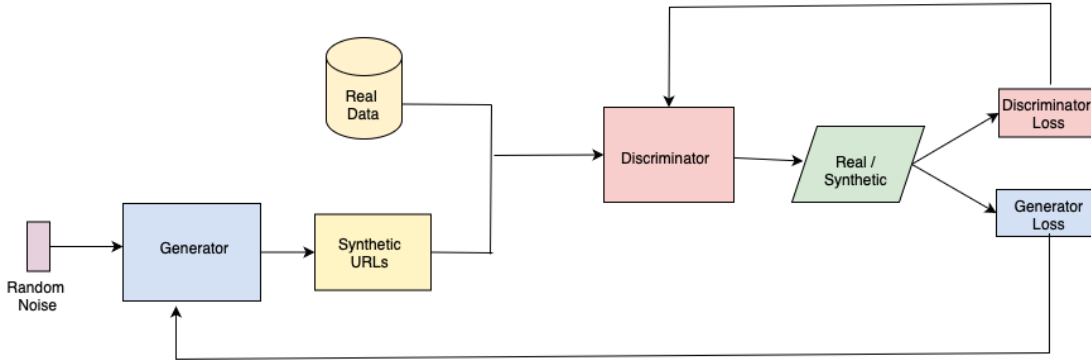 Real
Data
Discriminator
Discriminator
Loss
Real /
Synthetic
Generator
Loss
Generator
Synthetic
URLs
Random
Noise